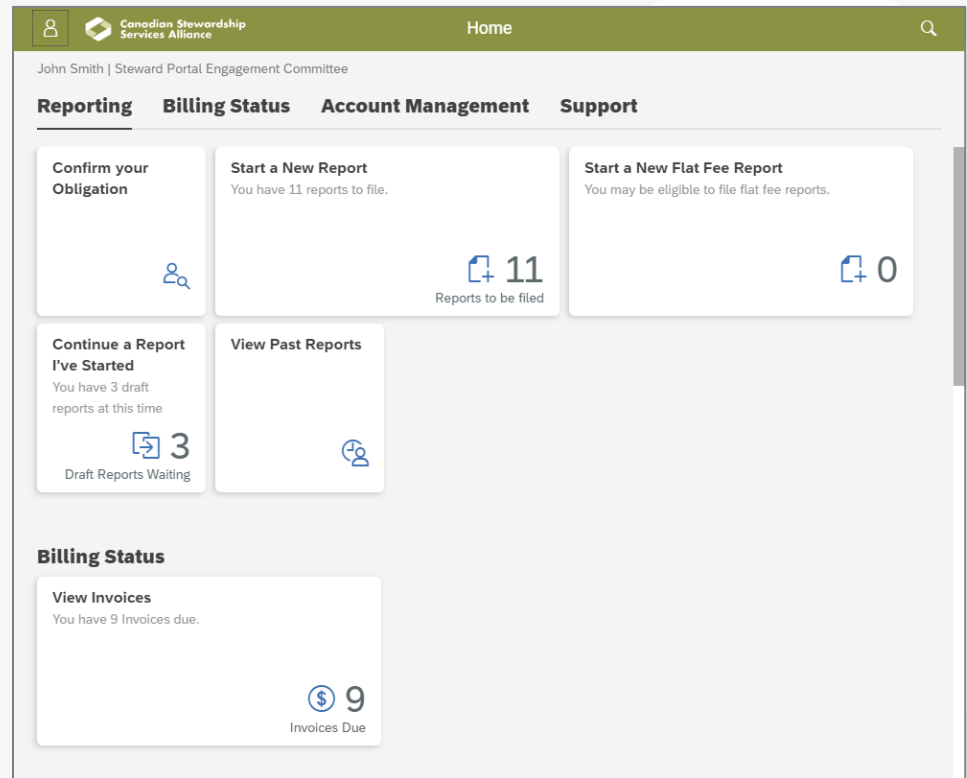 Canadian Stewardship
Services Alliance
Home
John Smith | Steward Portal Engagement Committee
Reporting Billing Status Account Management Support
Confirm your
Obligation
Start a New Report
You have 11 reports to file.
11
Reports to be filed
Start a New Flat Fee Report
You may be eligible to file flat fee reports.
0
Continue a Report
I've Started
You have 3 draft
reports at this time
3
Draft Reports Waiting
View Past Reports
Billing Status
View Invoices
You have 9 Invoices due.
$ 9
Invoices Due